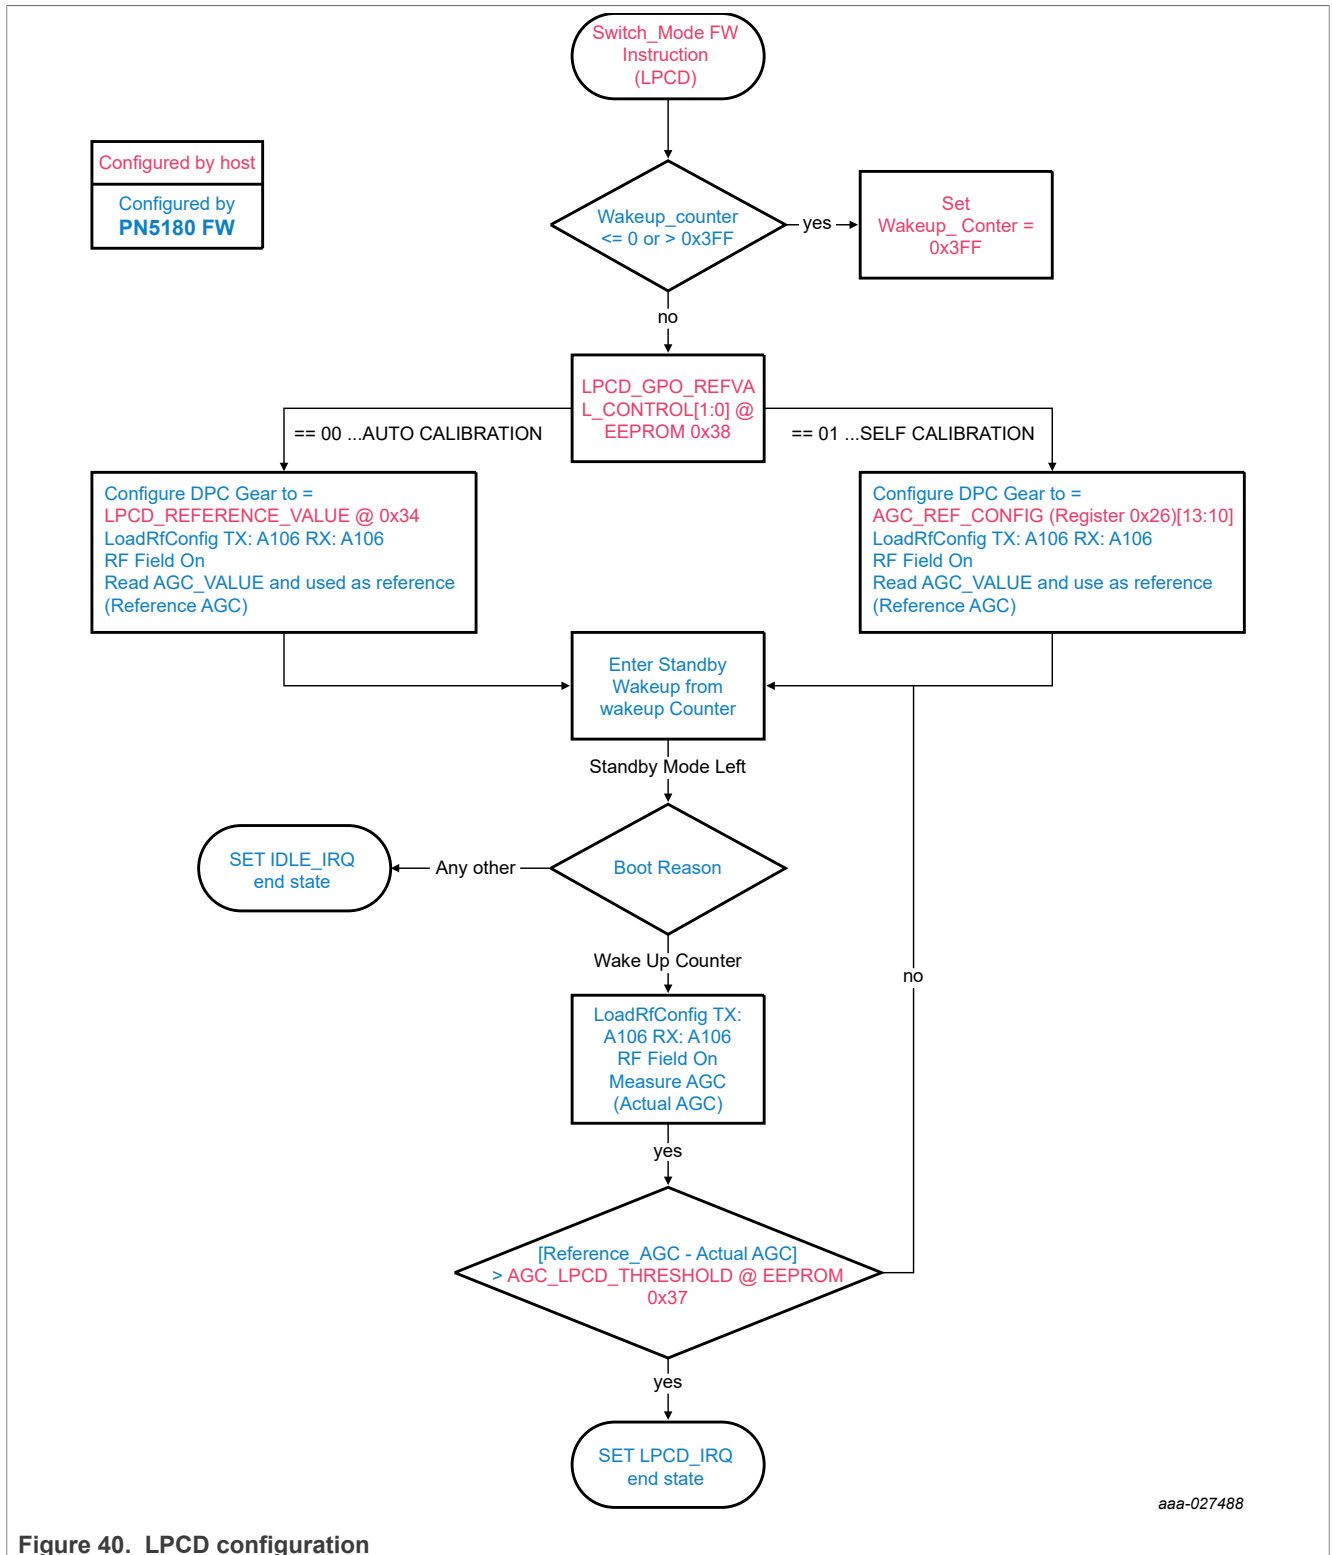 Switch_Mode FW
Instruction
(LPCD)
Configured by host
Configured by
PN5180 FW
Wakeup_counter
<= 0 or > 0x3FF
yes
Set
Wakeup_ Conter =
0x3FF
no
LPCD_GPO_REFVA
L_CONTROL[1:0] @
EEPROM 0x38
== 00 ...AUTO CALIBRATION
== 01 ...SELF CALIBRATION
Configure DPC Gear to =
LPCD_REFERENCE_VALUE @ 0x34
LoadRfConfig TX: A106 RX: A106
RF Field On
Read AGC_VALUE and used as reference
(Reference AGC)
Configure DPC Gear to =
AGC_REF_CONFIG (Register 0x26)[13:10]
LoadRfConfig TX: A106 RX: A106
RF Field On
Read AGC_VALUE and use as reference
(Reference AGC)
Enter Standby
Wakeup from
wakeup Counter
Standby Mode Left
SET IDLE_IRQ
end state
Any other
Boot Reason
Wake Up Counter
no
LoadRfConfig TX:
A106 RX: A106
RF Field On
Measure AGC
(Actual AGC)
yes
[Reference_AGC - Actual AGC]
> AGC_LPCD_THRESHOLD @ EEPROM
0x37
yes
SET LPCD_IRQ
end state
aaa-027488
Figure 40. LPCD configuration